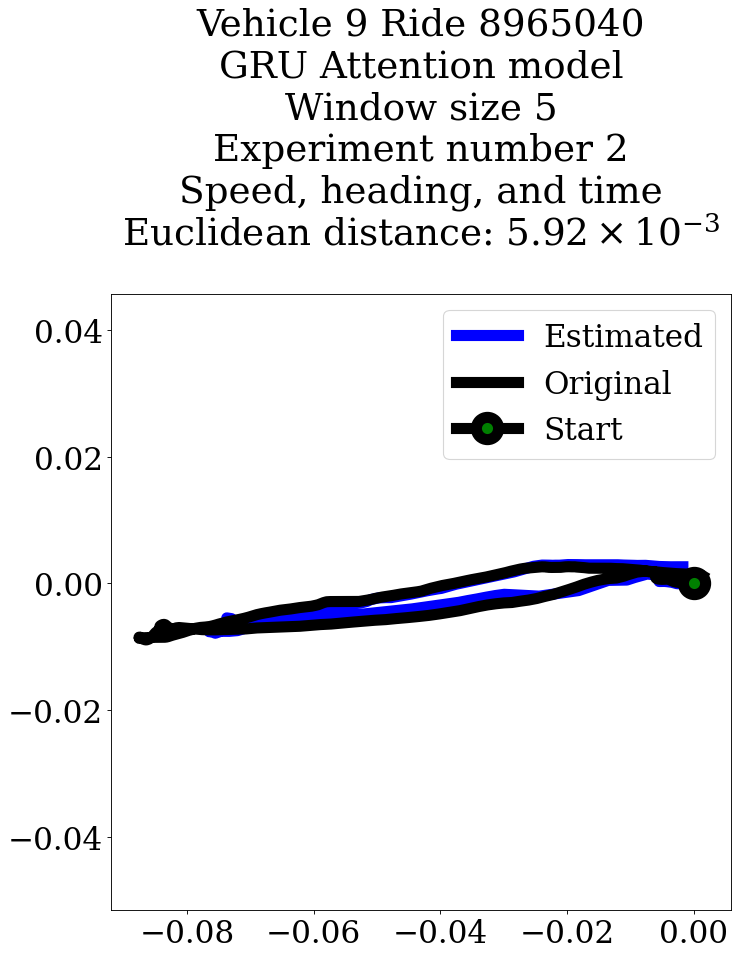 Vehicle 9 Ride 8965040
GRU Attention model
Window size 5
Experiment number 2
Speed, heading, and time
Euclidean distance: 5.92 × 10⁻³
Estimated
Original
Start
0.04
0.02
0.00
−0.02
−0.04
−0.08
−0.06
−0.04
−0.02
0.00